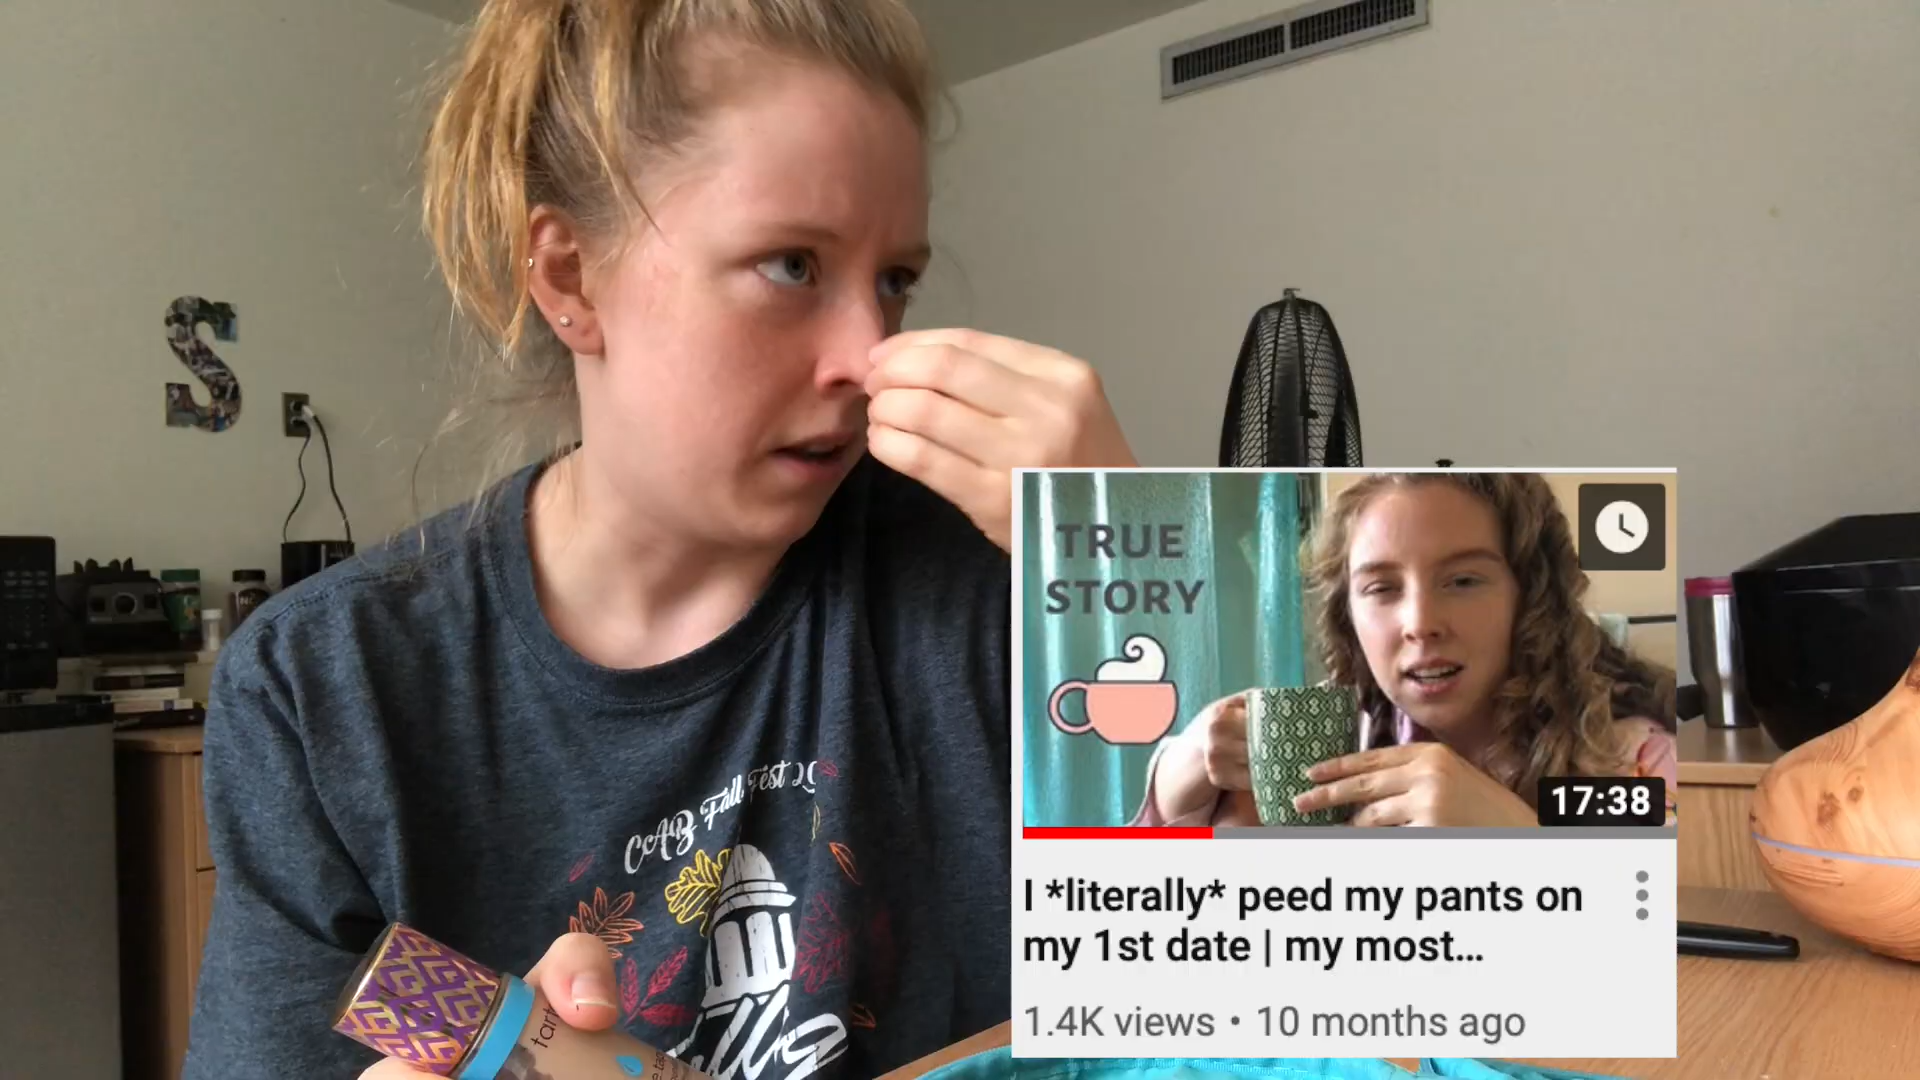 S
CAB Fall Fest
tart
TRUE
STORY
17:38
I *literally* peed my pants on
my 1st date | my most...
1.4K views • 10 months ago